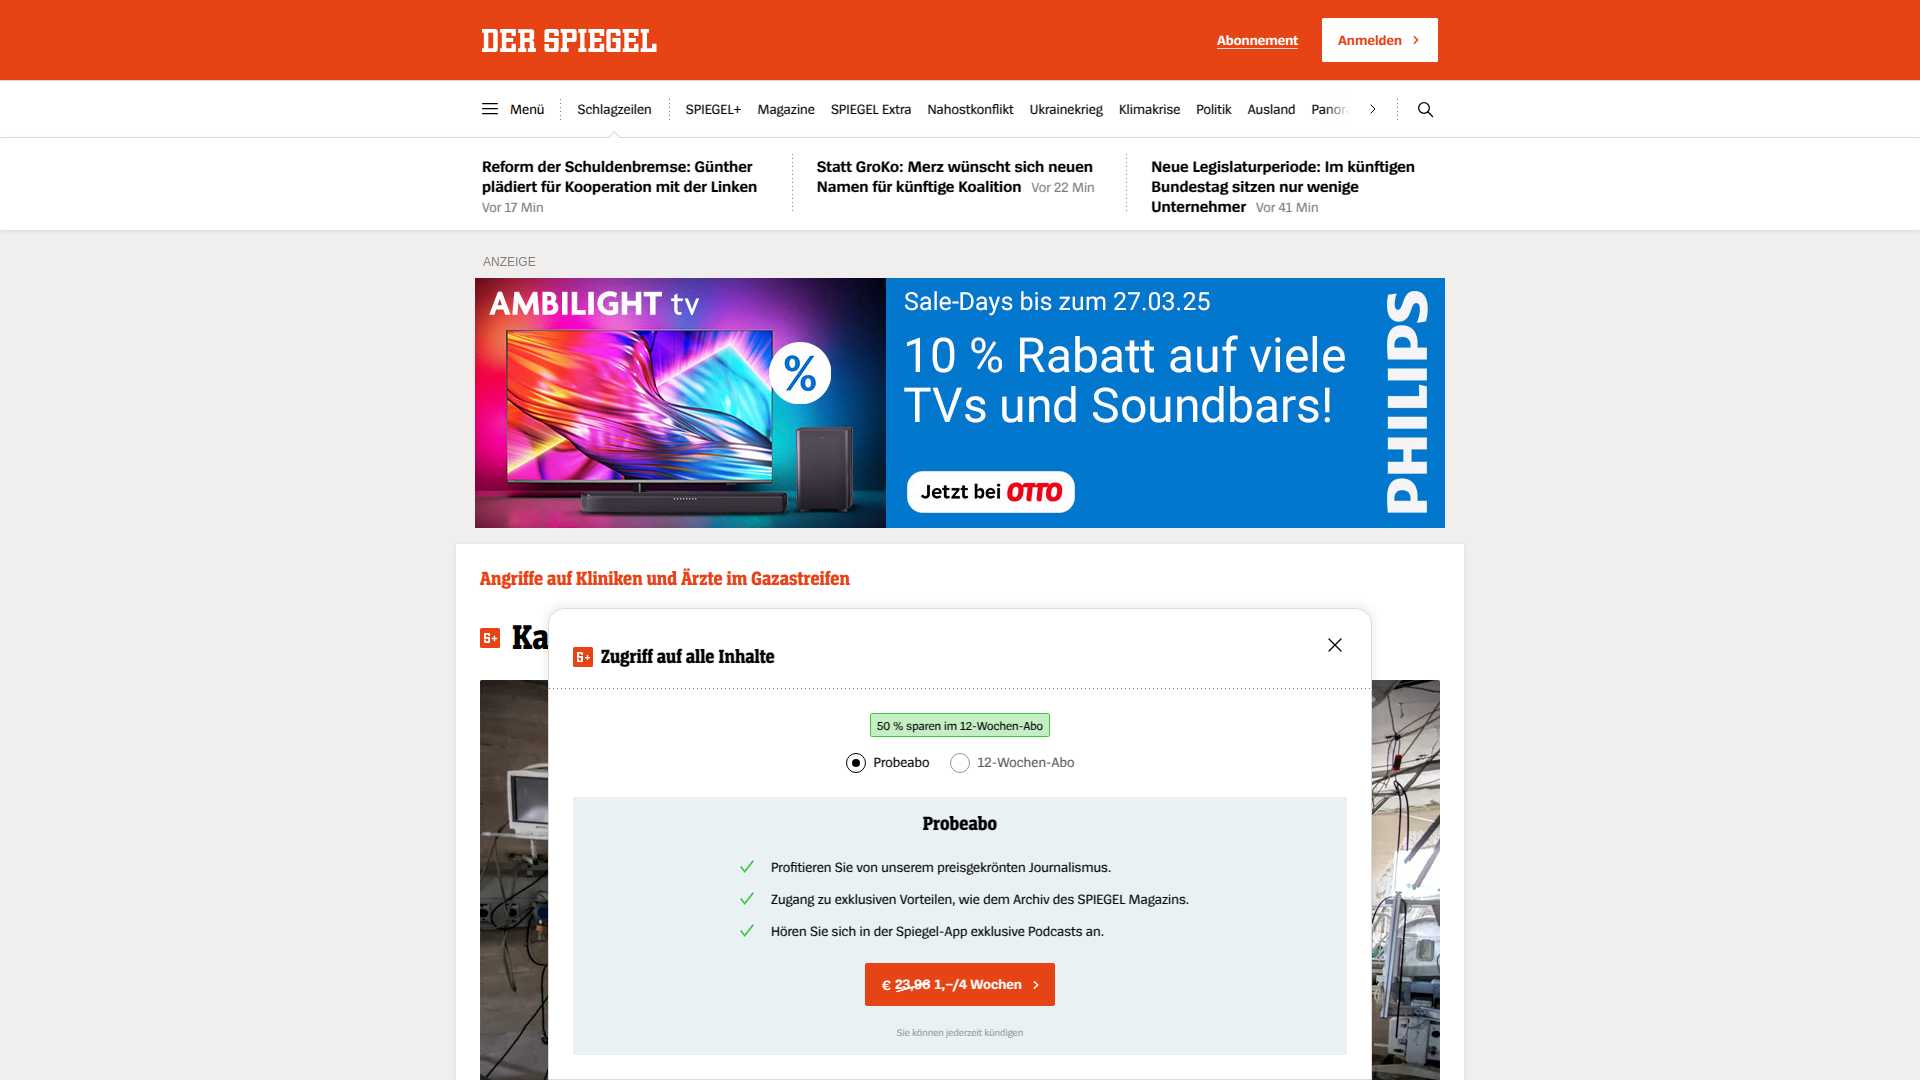 DER SPIEGEL
Abonnement
Anmelden
Menü
Schlagzeilen
SPIEGEL+
Magazine
SPIEGEL Extra
Nahostkonflikt
Ukrainekrieg
Klimakrise
Politik
Ausland
Reform der Schuldenbremse: Günther
plädiert für Kooperation mit der Linken
Vor 17 Min
Statt GroKo: Merz wünscht sich neuen
Namen für künftige Koalition Vor 22 Min
Neue Legislaturperiode: Im künftigen
Bundestag sitzen nur wenige
Unternehmer Vor 41 Min
ANZEIGE
AMBILIGHT tv
%
Sale-Days bis zum 27.03.25
10 % Rabatt auf viele
TVs und Soundbars!
Jetzt bei OTTO
PHILIPS
Angriffe auf Kliniken und Ärzte im Gazastreifen
S+ Ka
S+ Zugriff auf alle Inhalte
50 % sparen im 12-Wochen-Abo
Probeabo
12-Wochen-Abo
Probeabo
Profitieren Sie von unserem preisgekrönten Journalismus.
Zugang zu exklusiven Vorteilen, wie dem Archiv des SPIEGEL Magazins.
Hören Sie sich in der Spiegel-App exklusive Podcasts an.
€ 23,96 1,–/4 Wochen
Sie können jederzeit kündigen